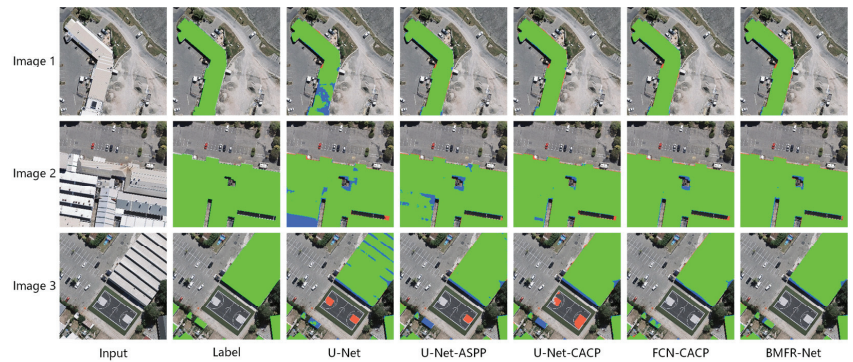 Image 1
Image 2
Image 3
Input Label U-Net U-Net-ASPP U-Net-CACP FCN-CACP BMFR-Net